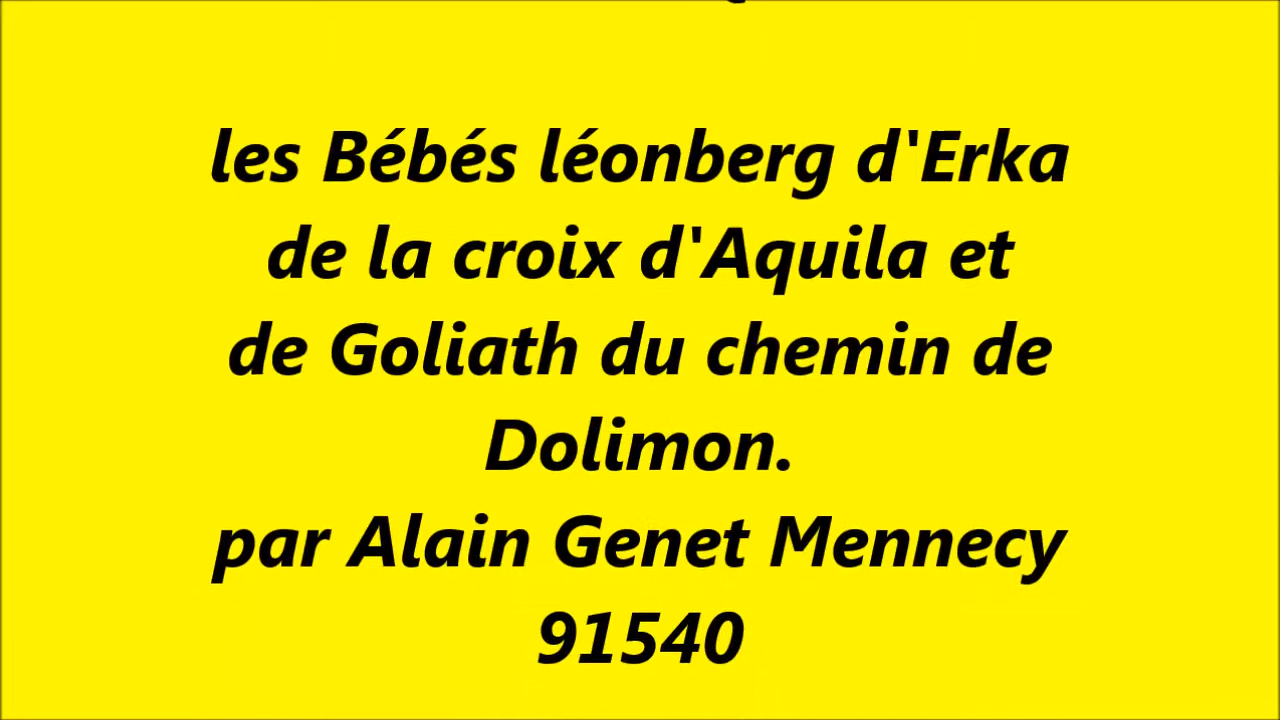 les Bébés léonberg d'Erka
de la croix d'Aquila et
de Goliath du chemin de
Dolimon.
par Alain Genet Mennecy
91540